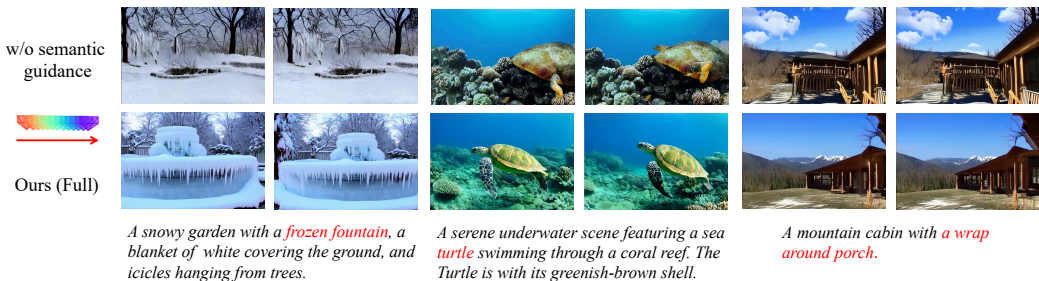 w/o semantic
guidance
Ours (Full)
A snowy garden with a frozen fountain, a
blanket of white covering the ground, and
icicles hanging from trees.
A serene underwater scene featuring a sea
turtle swimming through a coral reef. The
Turtle is with its greenish-brown shell.
A mountain cabin with a wrap
around porch.